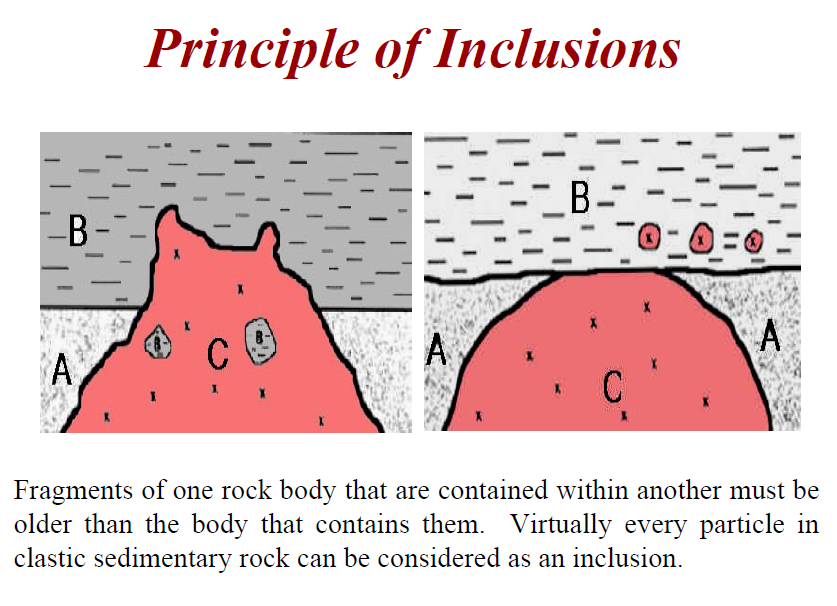 Principle of Inclusions
B
A
B
B
C
B
A
A
C
Fragments of one rock body that are contained within another must be
older than the body that contains them. Virtually every particle in
clastic sedimentary rock can be considered as an inclusion.